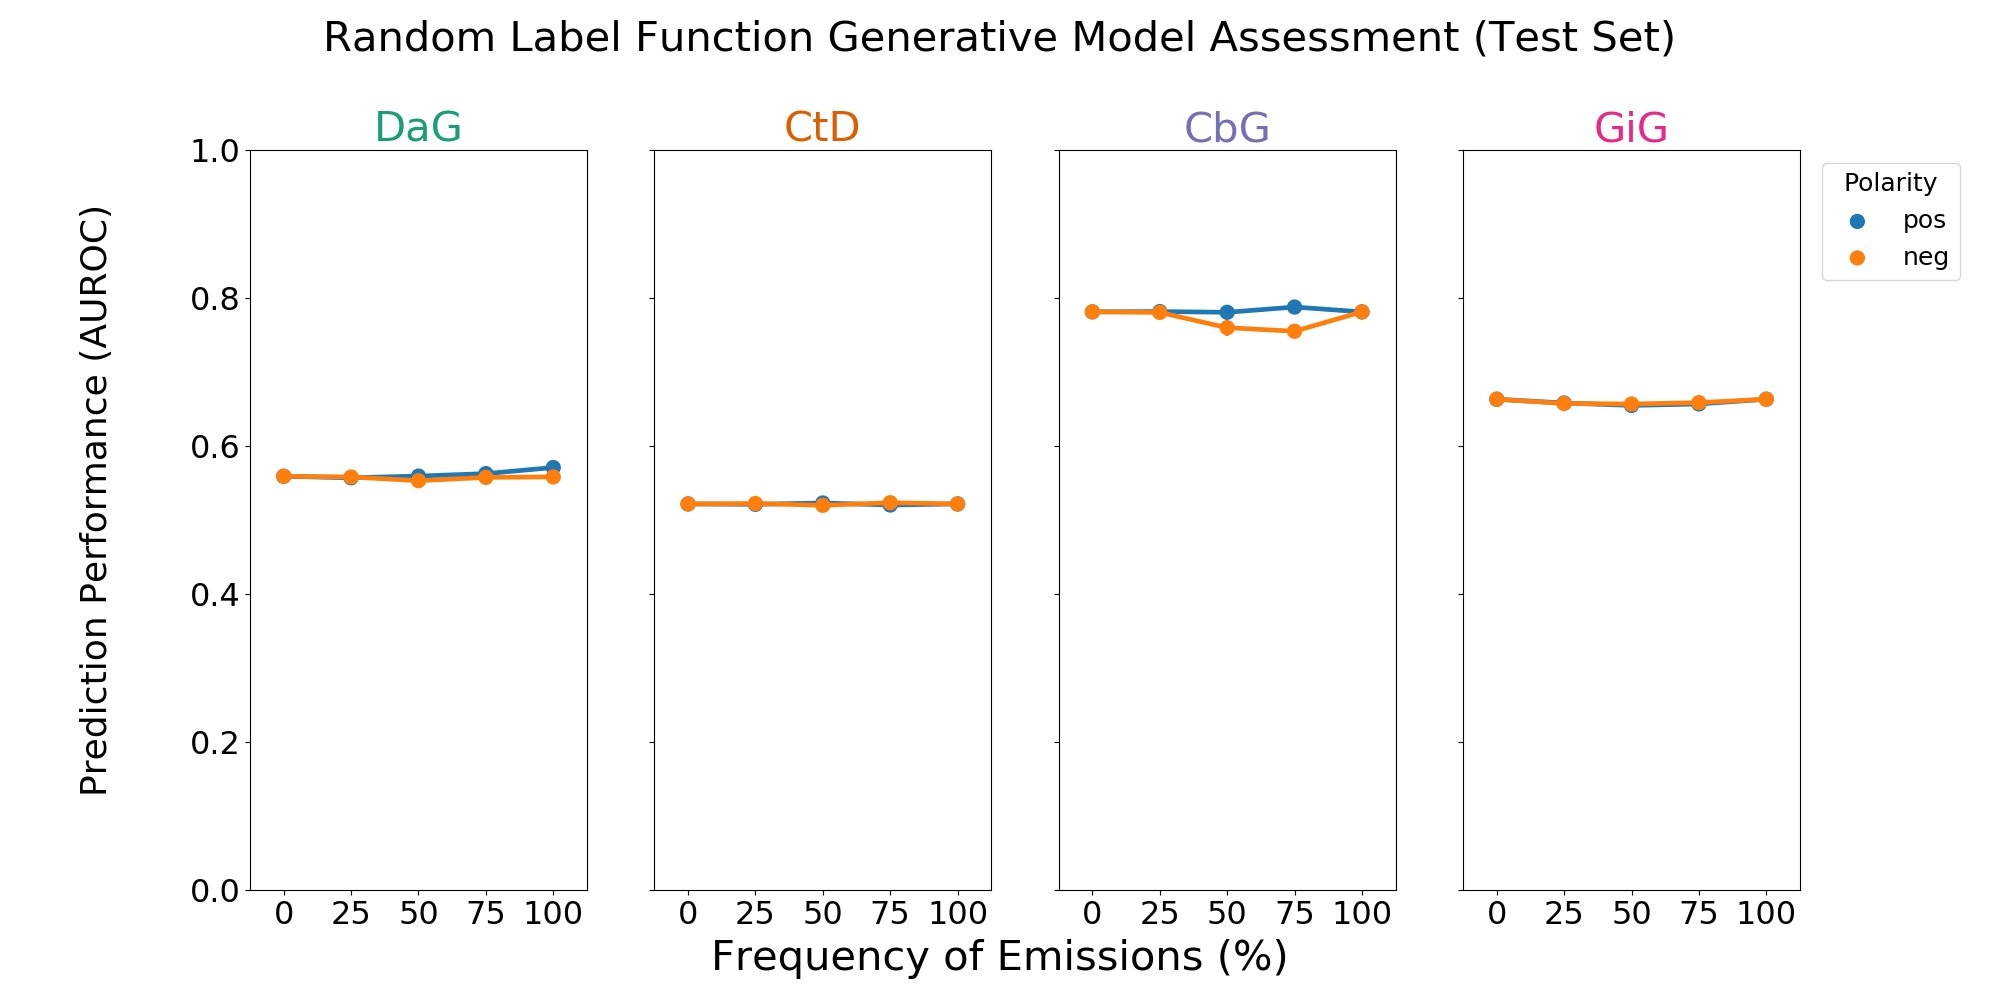 Random Label Function Generative Model Assessment (Test Set)
DaG
CtD
CbG
GiG
Prediction Performance (AUROC)
1.0
0.8
0.6
0.4
0.2
0.0
0 25 50 75 100
0 25 50 75 100
0 25 50 75 100
0 25 50 75 100
Frequency of Emissions (%)
Polarity
pos
neg